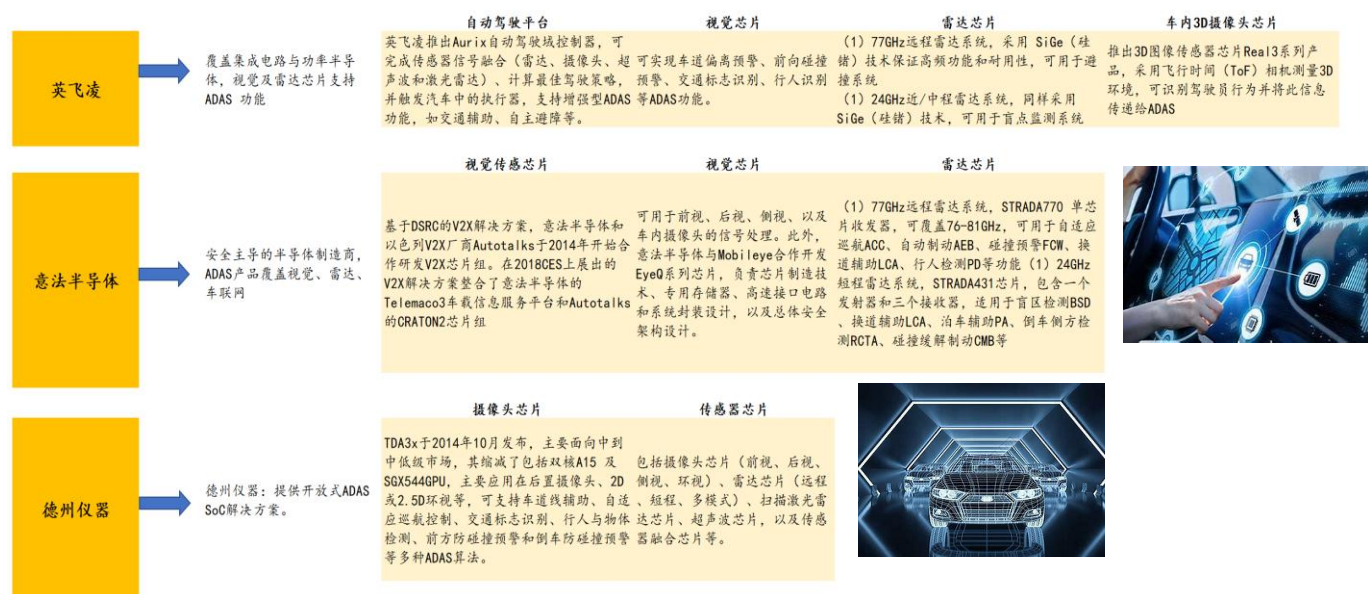 自动驾驶平台
视觉芯片
雷达芯片
车内3D摄像头芯片
英飞凌
覆盖集成电路与功率半导
体，视觉及雷达芯片支持
ADAS 功能
英飞凌推出Aurix自动驾驶域控制器，可
完成传感器信号融合（雷达、摄像头、超
声波和激光雷达）、计算最佳驾驶策略，
并触发汽车中的执行器，支持增强型ADAS
功能，如交通辅助、自主避障等。
可实现车道偏离预警、前向碰撞
预警、交通标志识别、行人识别
等ADAS功能。
（1）77GHz远程雷达系统，采用 SiGe（硅
锗）技术保证高频功能和耐用性，可用于避
撞系统
（1）24GHz近/中程雷达系统，同样采用
SiGe（硅锗）技术，可用于盲点监测系统
推出3D图像传感器芯片Real3系列产
品，采用飞行时间（ToF）相机测量3D
环境，可识别驾驶员行为并将此信息
传递给ADAS
视觉传感芯片
视觉芯片
雷达芯片
意法半导体
安全主导的半导体制造商，
ADAS产品覆盖视觉、雷达、
车联网
基于DSRC的V2X解决方案，意法半导体和
以色列V2X厂商Autotalks于2014年开始合
作研发V2X芯片组。在2018CES上展出的
V2X解决方案整合了意法半导体的
Telemaco3车载信息服务平台和Autotalks
的CRATON2芯片组
可用于前视、后视、侧视、以及
车内摄像头的信号处理。此外，
意法半导体与Mobileye合作开发
EyeQ系列芯片，负责芯片制造技
术、专用存储器、高速接口电路
和系统封装设计，以及总体安全
架构设计。
（1）77GHz远程雷达系统，STRADA770 单芯
片收发器，可覆盖76-81GHz，可用于自适应
巡航ACC、自动制动AEB、碰撞预警FCW、换
道辅助LCA、行人检测PD等功能（1）24GHz
短程雷达系统，STRADA431芯片，包含一个
发射器和三个接收器，适用于盲区检测BSD
、换道辅助LCA、泊车辅助PA、倒车侧方检
测RCTA、碰撞缓解制动CMB等
摄像头芯片
传感器芯片
德州仪器
德州仪器：提供开放式ADAS
SoC解决方案。
TDA3x于2014年10月发布，主要面向中到
中低级市场，其缩减了包括双核A15 及
SGX544GPU，主要应用在后置摄像头、2D
或2.5D环视等，可支持车道线辅助、自适
应巡航控制、交通标志识别、行人与物体
检测、前方防碰撞预警和倒车防碰撞预警
等多种ADAS算法。
包括摄像头芯片（前视、后视、
侧视、环视）、雷达芯片（远程
、短程、多模式）、扫描激光雷
达芯片、超声波芯片，以及传感
器融合芯片等。